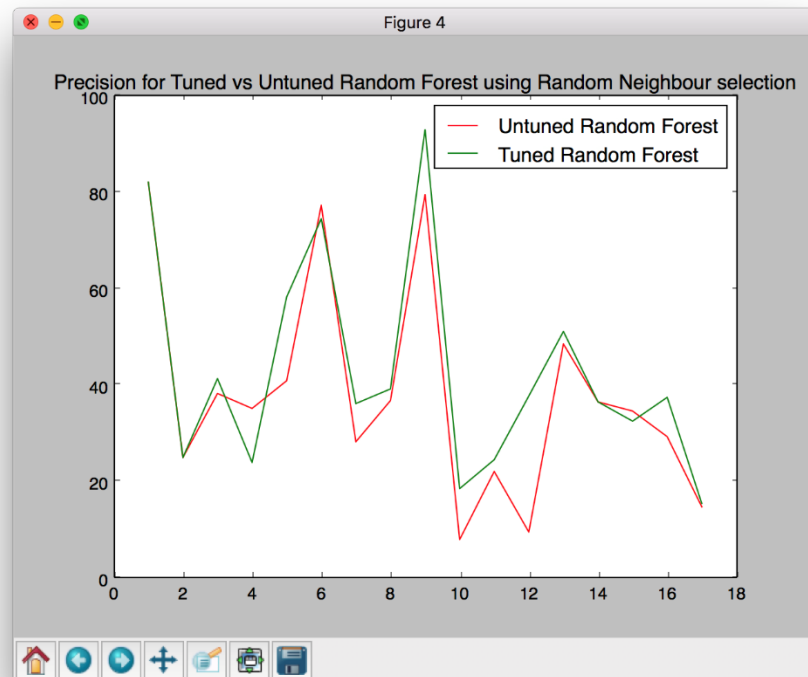 Figure 4
Precision for Tuned vs Untuned Random Forest using Random Neighbour selection
100
80
60
40
20
0
Untuned Random Forest
Tuned Random Forest
0 2 4 6 8 10 12 14 16 18